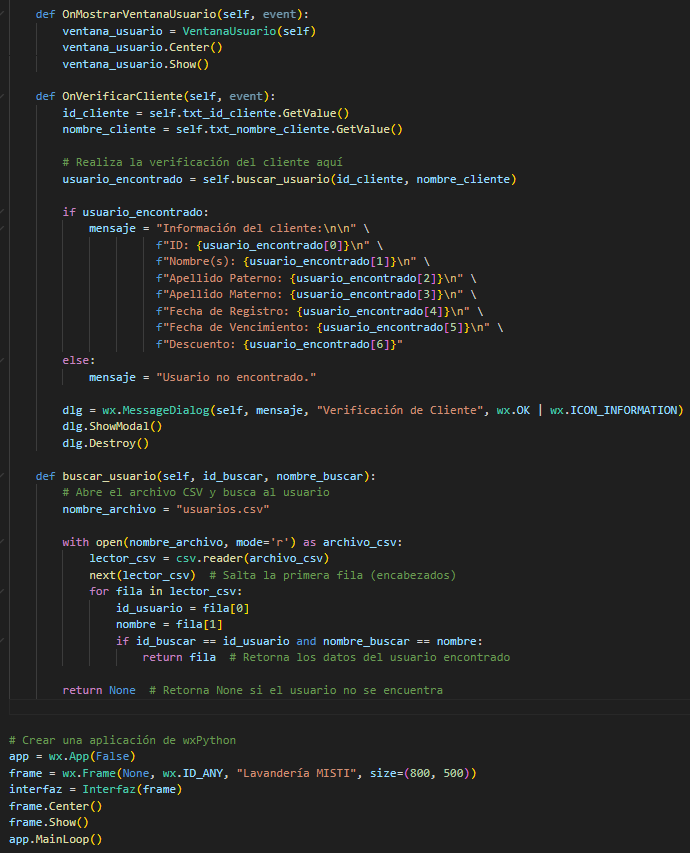 def OnMostrarVentanaUsuario(self, event):
    ventana_usuario = VentanaUsuario(self)
    ventana_usuario.Center()
    ventana_usuario.Show()

def OnVerificarCliente(self, event):
    id_cliente = self.txt_id_cliente.GetValue()
    nombre_cliente = self.txt_nombre_cliente.GetValue()

    # Realiza la verificación del cliente aquí
    usuario_encontrado = self.buscar_usuario(id_cliente, nombre_cliente)

    if usuario_encontrado:
        mensaje = "Información del cliente:\n\n" \
                  f"ID: {usuario_encontrado[0]}\n" \
                  f"Nombre(s): {usuario_encontrado[1]}\n" \
                  f"Apellido Paterno: {usuario_encontrado[2]}\n" \
                  f"Apellido Materno: {usuario_encontrado[3]}\n" \
                  f"Fecha de Registro: {usuario_encontrado[4]}\n" \
                  f"Fecha de Vencimiento: {usuario_encontrado[5]}\n" \
                  f"Descuento: {usuario_encontrado[6]}"
    else:
        mensaje = "Usuario no encontrado."

    dlg = wx.MessageDialog(self, mensaje, "Verificación de Cliente", wx.OK | wx.ICON_INFORMATION)
    dlg.ShowModal()
    dlg.Destroy()

def buscar_usuario(self, id_buscar, nombre_buscar):
    # Abre el archivo CSV y busca al usuario
    nombre_archivo = "usuarios.csv"

    with open(nombre_archivo, mode='r') as archivo_csv:
        lector_csv = csv.reader(archivo_csv)
        next(lector_csv)  # Salta la primera fila (encabezados)
        for fila in lector_csv:
            id_usuario = fila[0]
            nombre = fila[1]
            if id_buscar == id_usuario and nombre_buscar == nombre:
                return fila  # Retorna los datos del usuario encontrado

    return None  # Retorna None si el usuario no se encuentra

# Crear una aplicación de wxPython
app = wx.App(False)
frame = wx.Frame(None, wx.ID_ANY, "Lavandería MISTI", size=(800, 500))
interfaz = Interfaz(frame)
frame.Center()
frame.Show()
app.MainLoop()